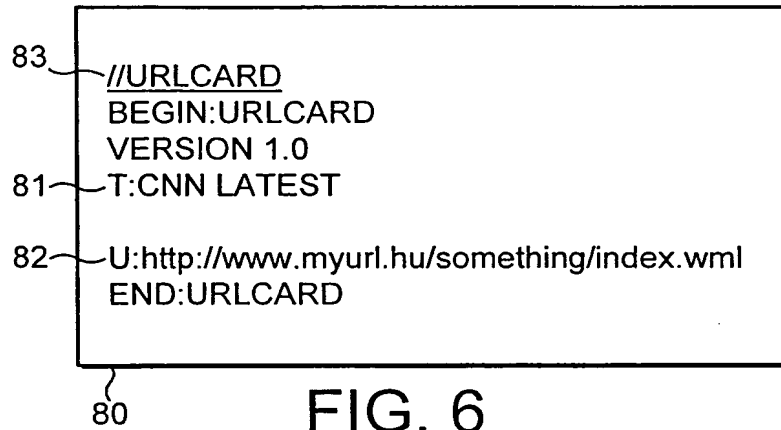 83 //URLCARD
BEGIN:URLCARD
VERSION 1.0
81 T:CNN LATEST
82 U:http://www.myurl.hu/something/index.wml
END:URLCARD
80
FIG. 6